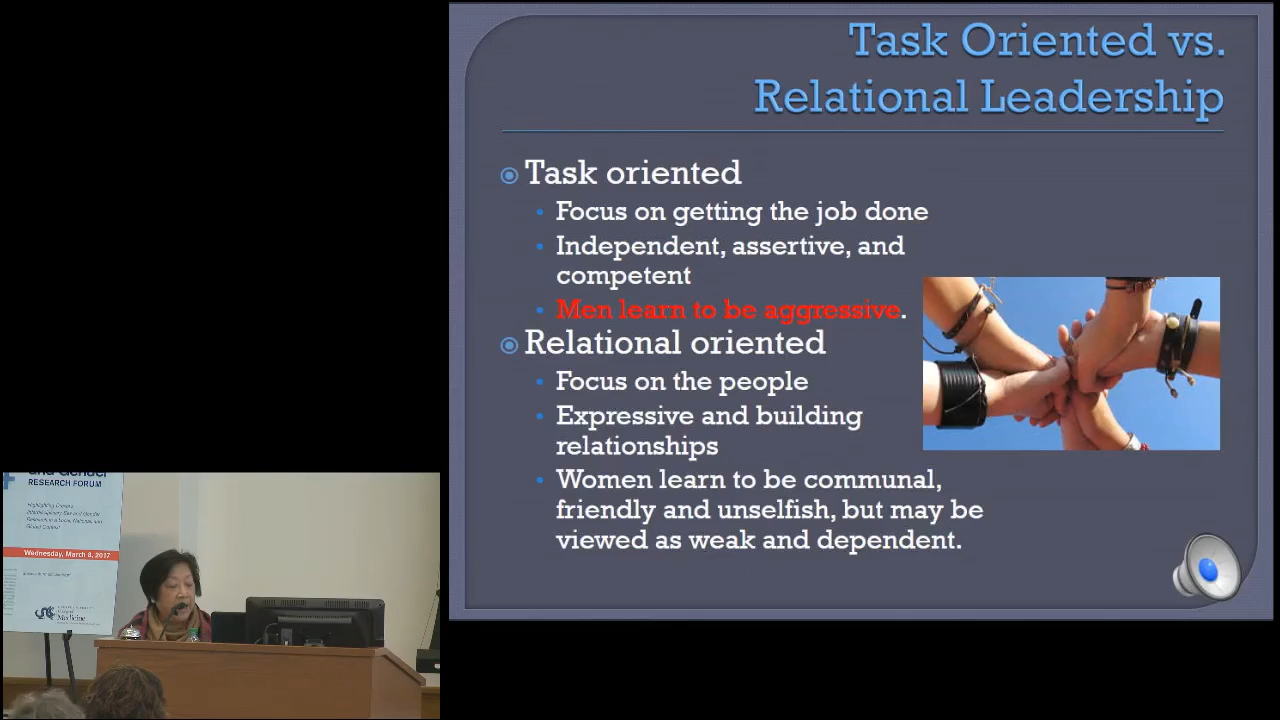 Task Oriented vs.
Relational Leadership
Task oriented
Focus on getting the job done
Independent, assertive, and
competent
Men learn to be aggressive.
Relational oriented
Focus on the people
Expressive and building
relationships
Women learn to be communal,
friendly and unselfish, but may be
viewed as weak and dependent.
RESEARCH FORUM
Wednesday, March 8, 2017
Medicine